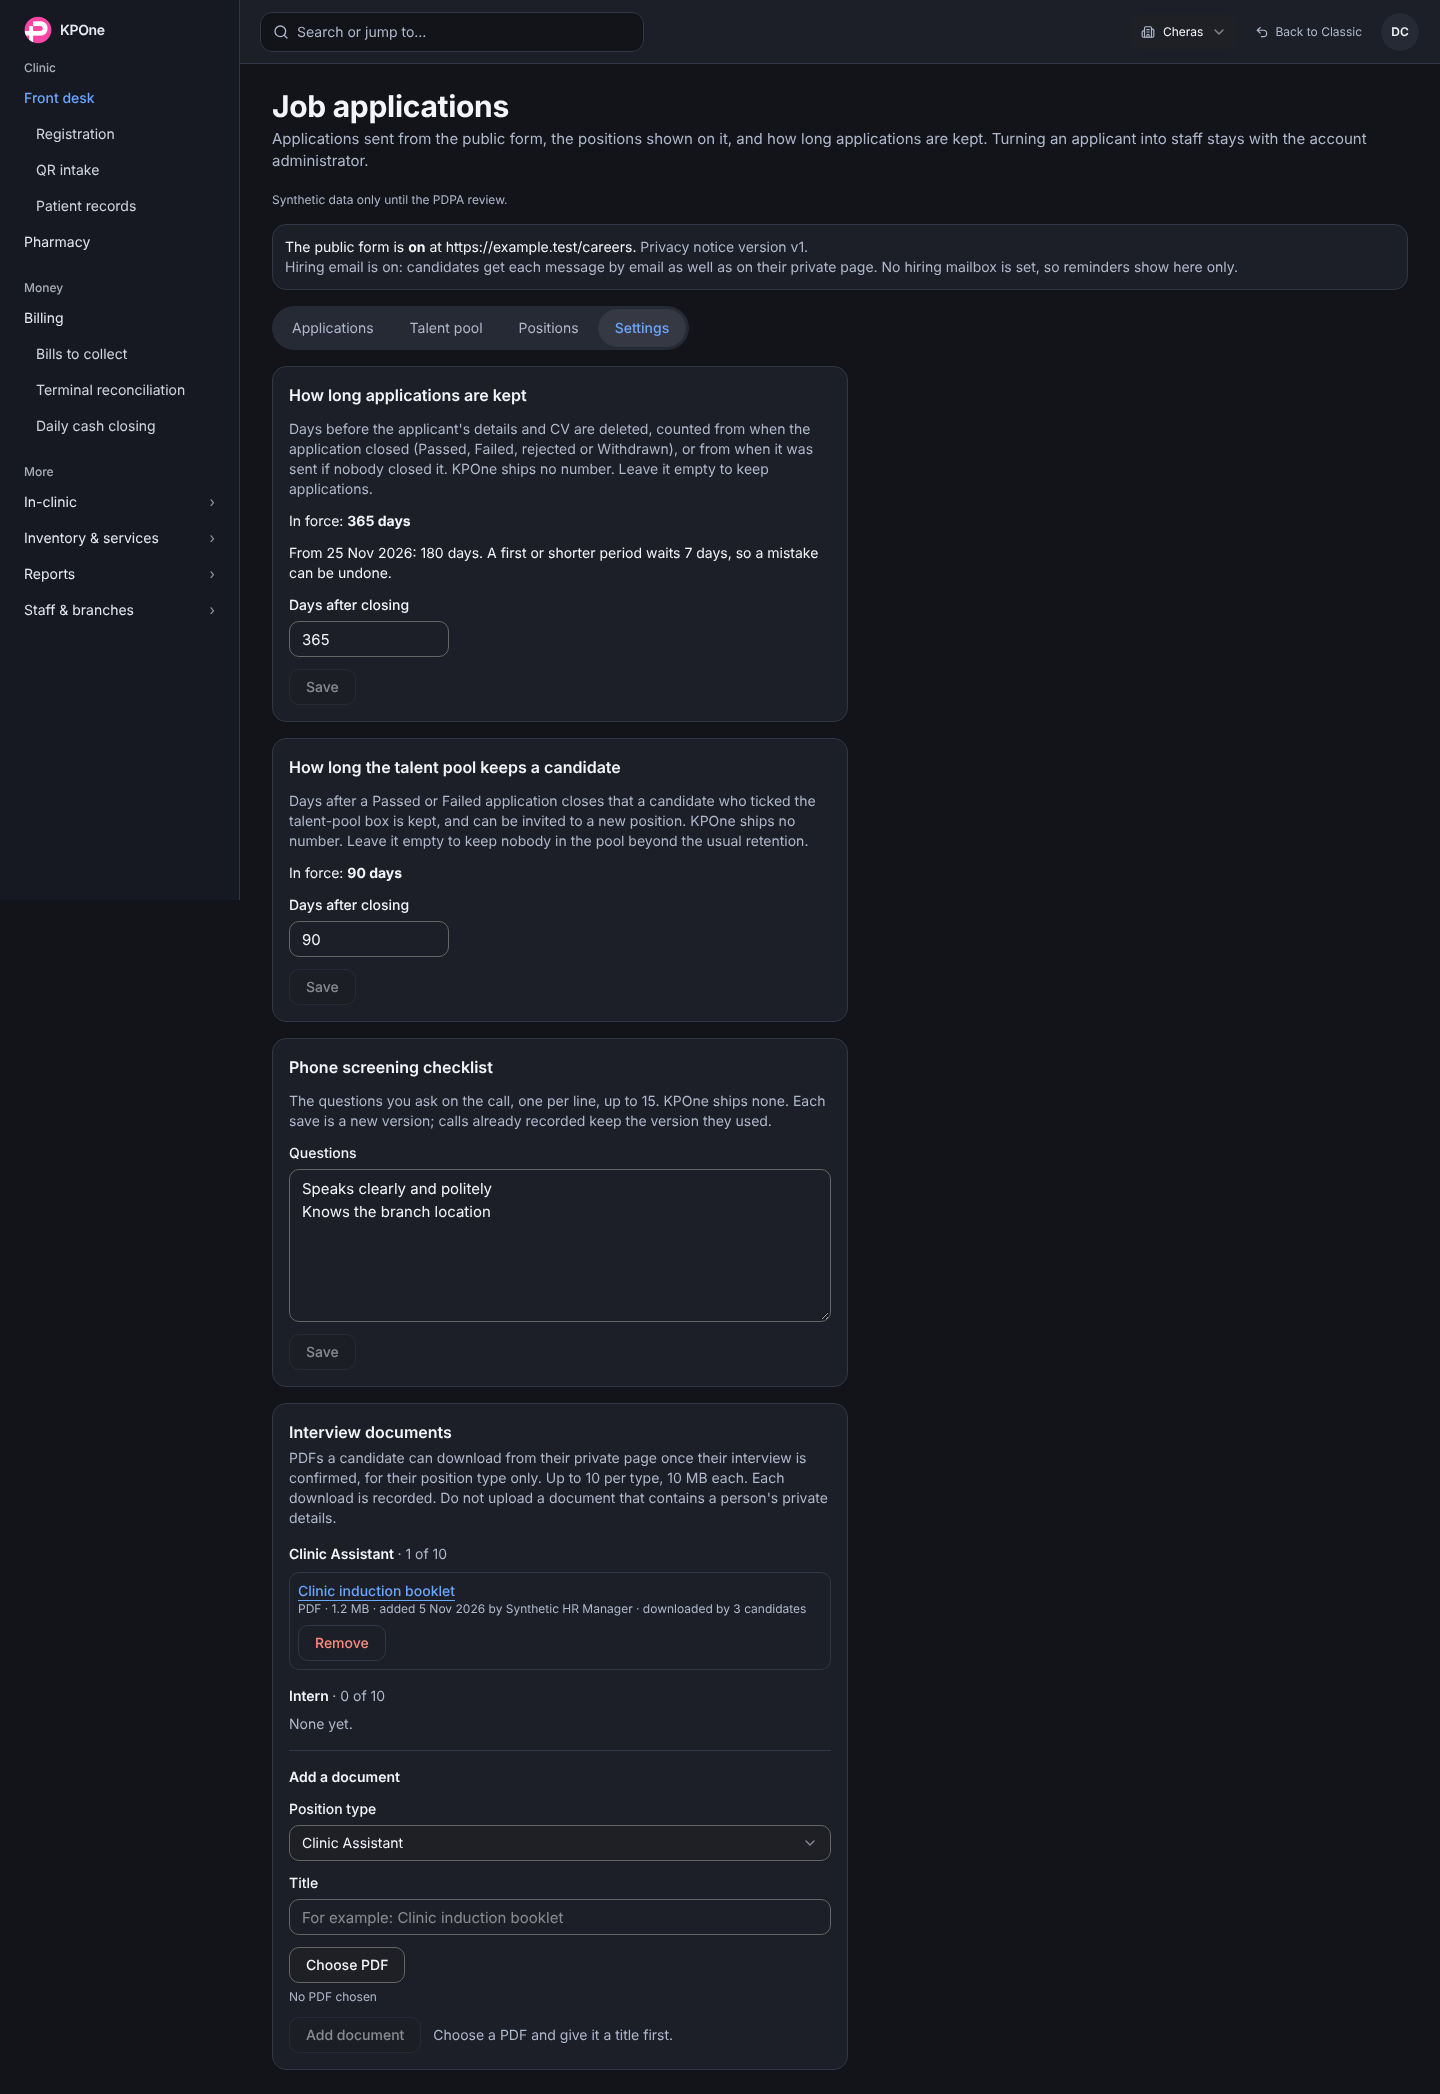 KPOne
Search or jump to...
Cheras
Back to Classic
DC
Clinic
Front desk
Registration
QR intake
Patient records
Pharmacy
Money
Billing
Bills to collect
Terminal reconciliation
Daily cash closing
More
In-clinic
Inventory & services
Reports
Staff & branches
Job applications
Applications sent from the public form, the positions shown on it, and how long applications are kept. Turning an applicant into staff stays with the account
administrator.
Synthetic data only until the PDPA review.
The public form is on at https://example.test/careers. Privacy notice version v1.
Hiring email is on: candidates get each message by email as well as on their private page. No hiring mailbox is set, so reminders show here only.
Applications
Talent pool
Positions
Settings
How long applications are kept
Days before the applicant's details and CV are deleted, counted from when the
application closed (Passed, Failed, rejected or Withdrawn), or from when it was
sent if nobody closed it. KPOne ships no number. Leave it empty to keep
applications.
In force: 365 days
From 25 Nov 2026: 180 days. A first or shorter period waits 7 days, so a mistake
can be undone.
Days after closing
365
Save
How long the talent pool keeps a candidate
Days after a Passed or Failed application closes that a candidate who ticked the
talent-pool box is kept, and can be invited to a new position. KPOne ships no
number. Leave it empty to keep nobody in the pool beyond the usual retention.
In force: 90 days
Days after closing
90
Save
Phone screening checklist
The questions you ask on the call, one per line, up to 15. KPOne ships none. Each
save is a new version; calls already recorded keep the version they used.
Questions
Speaks clearly and politely
Knows the branch location
Save
Interview documents
PDFs a candidate can download from their private page once their interview is
confirmed, for their position type only. Up to 10 per type, 10 MB each. Each
download is recorded. Do not upload a document that contains a person's private
details.
Clinic Assistant · 1 of 10
Clinic induction booklet
PDF · 1.2 MB · added 5 Nov 2026 by Synthetic HR Manager · downloaded by 3 candidates
Remove
Intern · 0 of 10
None yet.
Add a document
Position type
Clinic Assistant
Title
For example: Clinic induction booklet
Choose PDF
No PDF chosen
Add document
Choose a PDF and give it a title first.